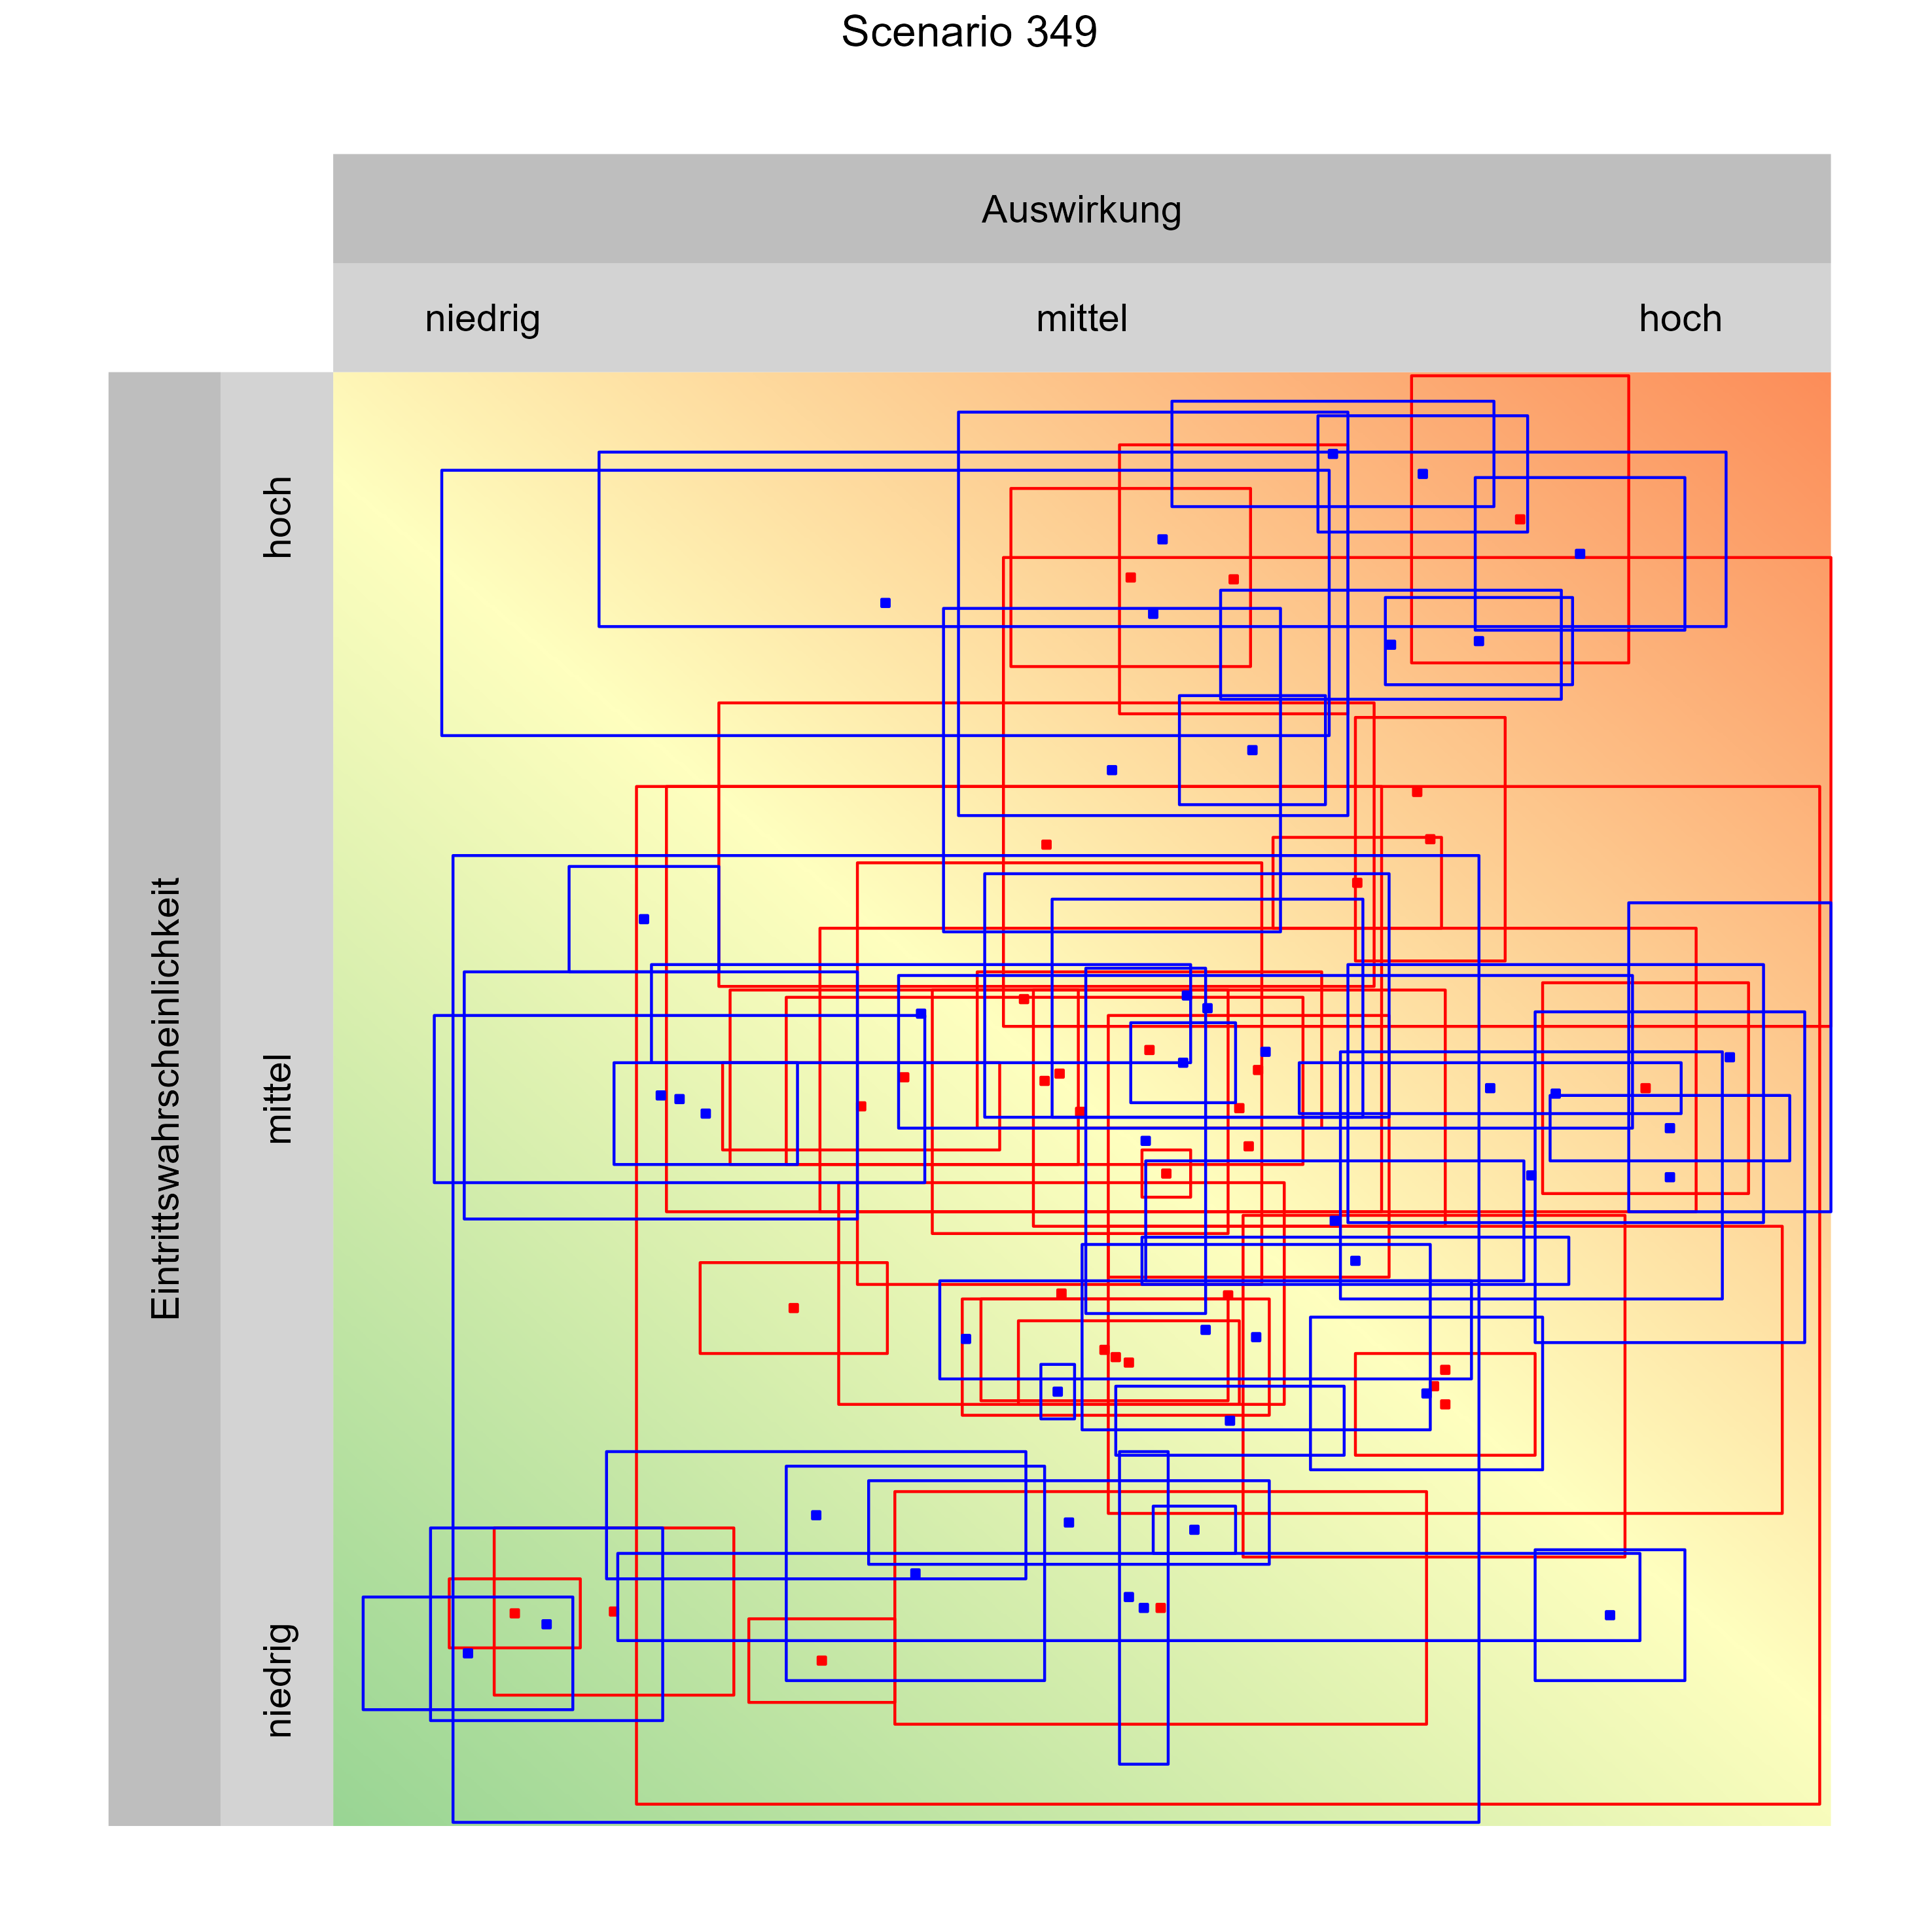 Scenario 349
Auswirkung
niedrig
mittel
hoch
Eintrittswahrscheinlichkeit
hoch
mittel
niedrig